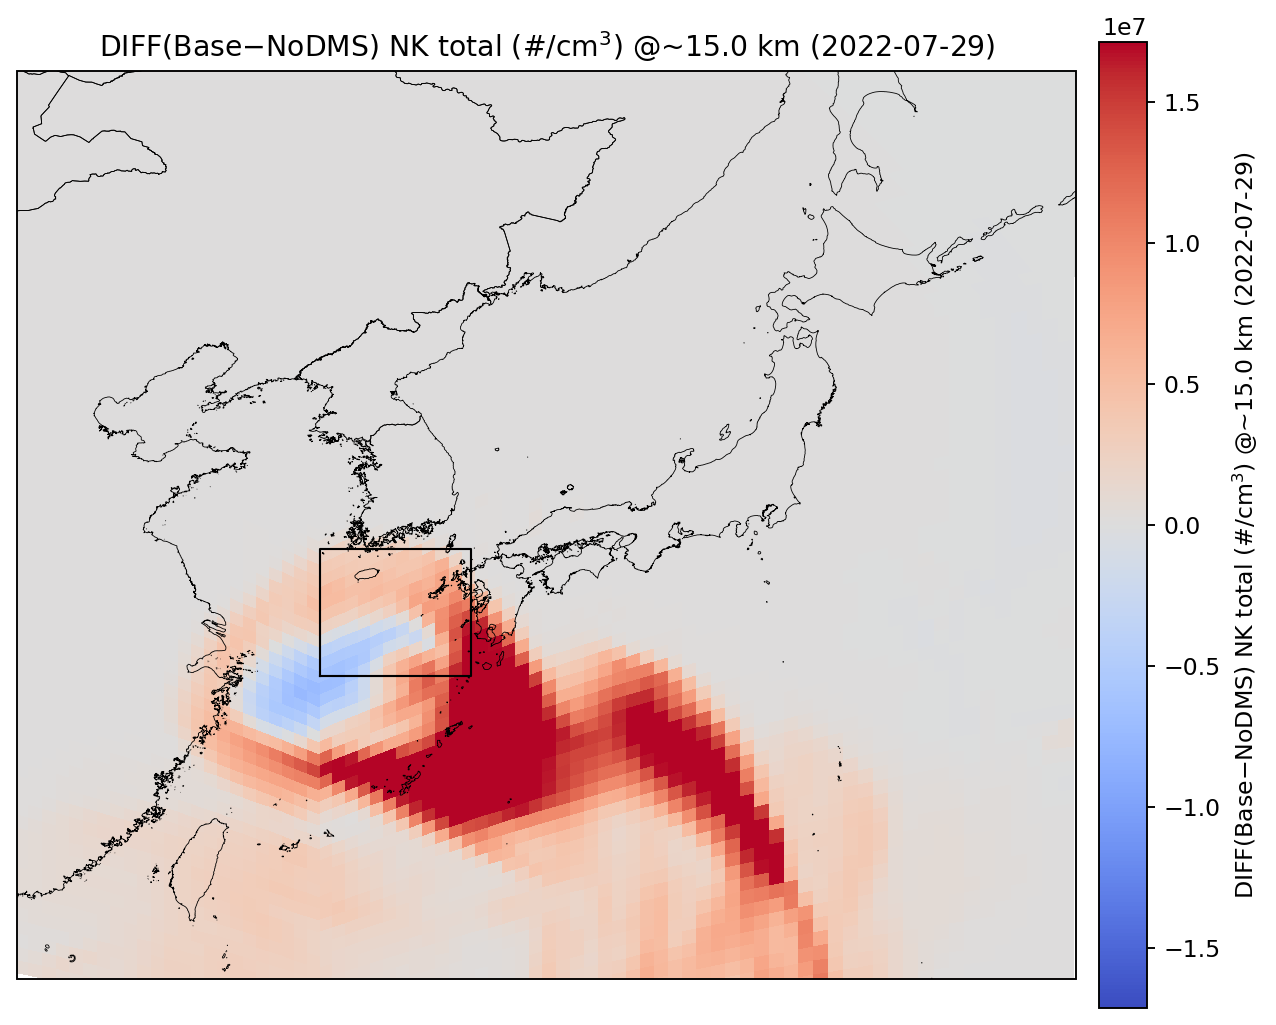 DIFF(Base−NoDMS) NK total (#/cm³) @~15.0 km (2022-07-29)
1e7
1.5
1.0
0.5
0.0
−0.5
−1.0
−1.5
DIFF(Base−NoDMS) NK total (#/cm³) @~15.0 km (2022-07-29)